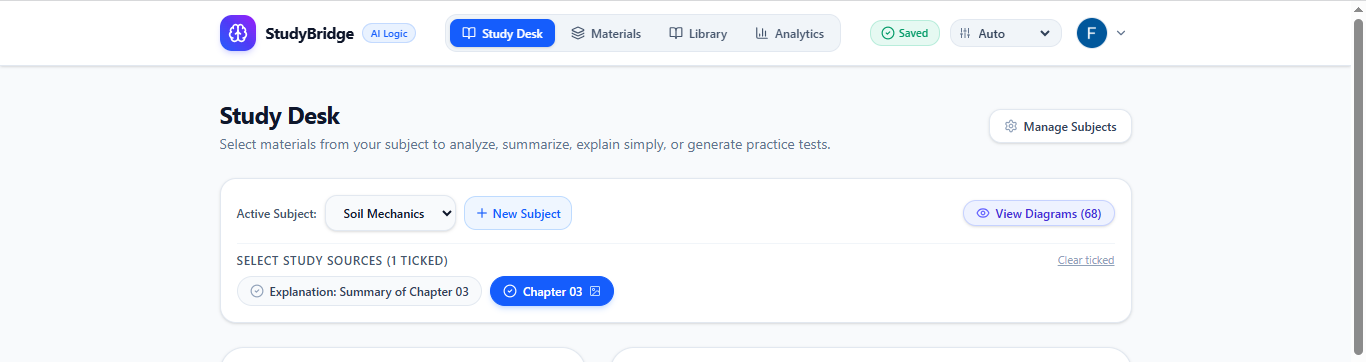 StudyBridge AI Logic Study Desk Materials Library Analytics Saved Auto F
Study Desk
Manage Subjects
Select materials from your subject to analyze, summarize, explain simply, or generate practice tests.
Active Subject: Soil Mechanics + New Subject View Diagrams (68)
SELECT STUDY SOURCES (1 TICKED) Clear ticked
Explanation: Summary of Chapter 03 Chapter 03